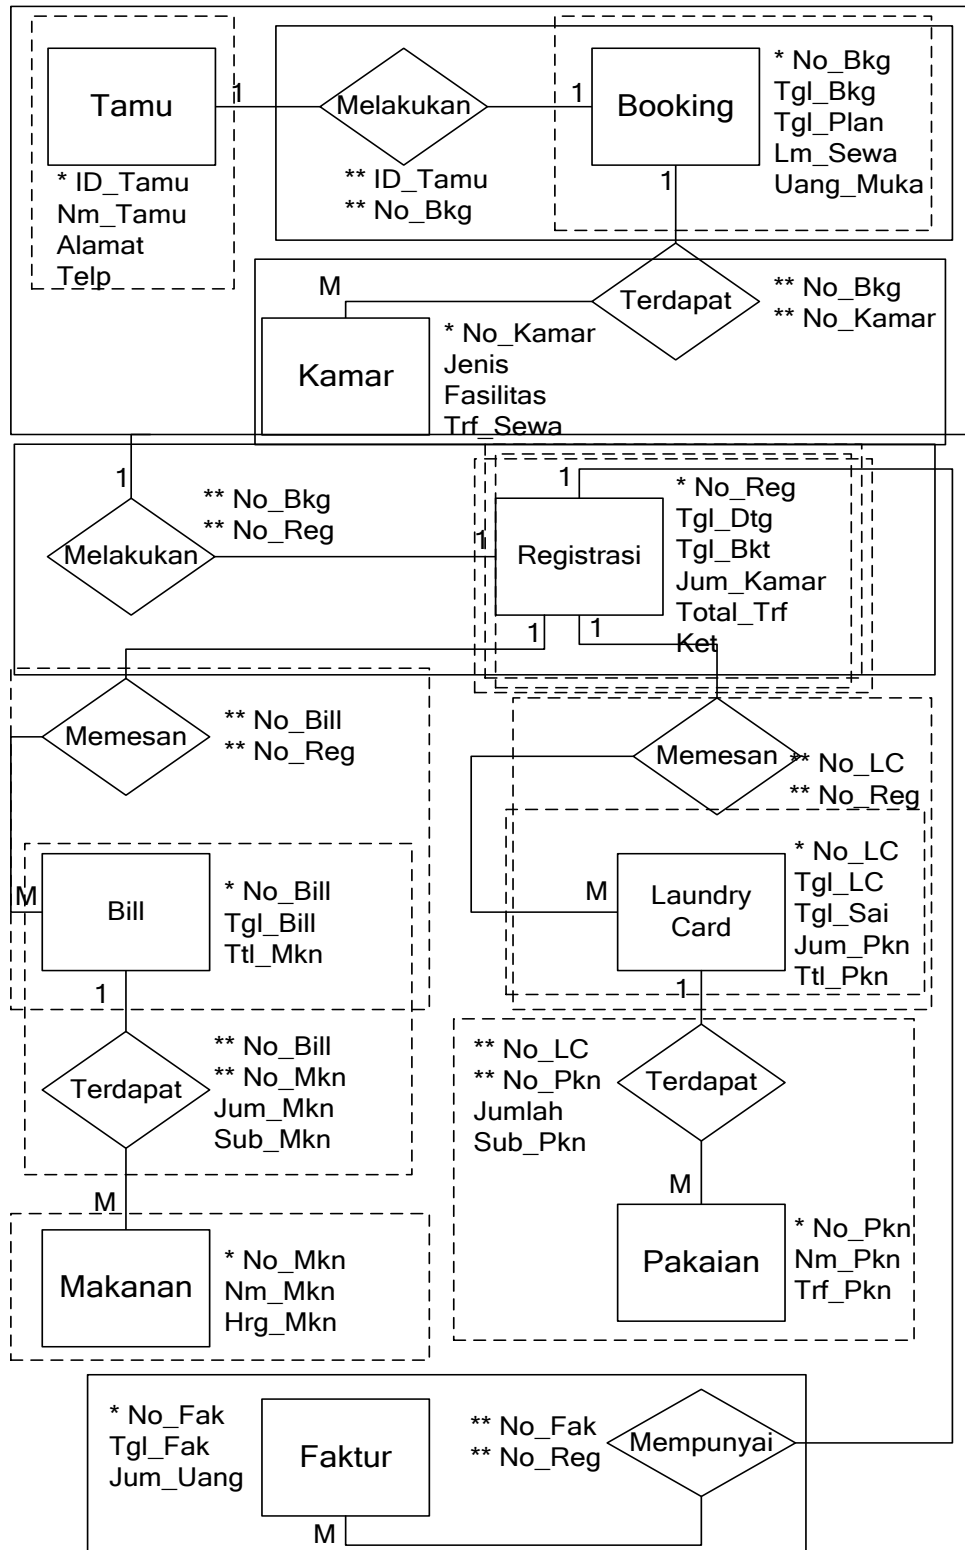 Tamu
1
Melakukan
1
Booking
* No_Bkg
Tgl_Bkg
Tgl_Plan
Lm_Sewa
Uang_Muka
* ID_Tamu
Nm_Tamu
Alamat
Telp
** ID_Tamu
** No_Bkg
1
M
Terdapat
** No_Bkg
** No_Kamar
Kamar
* No_Kamar
Jenis
Fasilitas
Trf_Sewa
1
** No_Bkg
** No_Reg
Melakukan
1
1
Registrasi
* No_Reg
Tgl_Dtg
Tgl_Bkt
Jum_Kamar
Total_Trf
Ket
1
1
Memesan
** No_Bill
** No_Reg
Memesan
** No_LC
** No_Reg
M
Bill
* No_Bill
Tgl_Bill
Ttl_Mkn
M
Laundry
Card
* No_LC
Tgl_LC
Tgl_Sai
Jum_Pkn
Ttl_Pkn
1
1
Terdapat
** No_Bill
** No_Mkn
Jum_Mkn
Sub_Mkn
** No_LC
** No_Pkn
Jumlah
Sub_Pkn
Terdapat
M
M
Makanan
* No_Mkn
Nm_Mkn
Hrg_Mkn
Pakaian
* No_Pkn
Nm_Pkn
Trf_Pkn
* No_Fak
Tgl_Fak
Jum_Uang
Faktur
** No_Fak
** No_Reg
Mempunyai
M